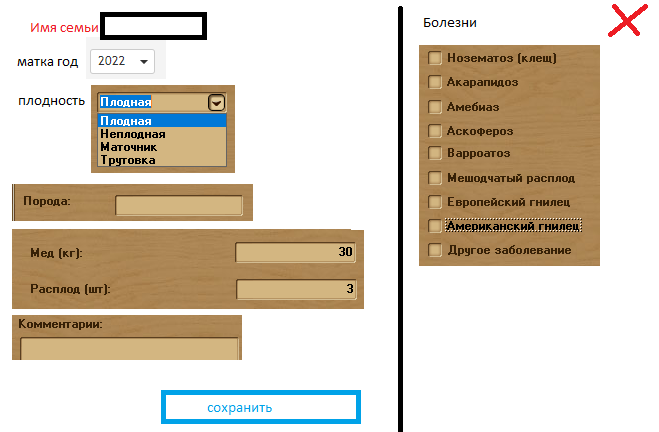 Имя семьи
матка год
2022
плодность
Плодная
Плодная
Неплодная
Маточник
Трутовка
Порода:
Мед (кг):
30
Расплод (шт):
3
Комментарии:
сохранить
Болезни
Нозематоз (клещ)
Акарапидоз
Амебиаз
Аскофероз
Варроатоз
Мешодчатый расплод
Европейский гнилец
Американский гнилец
Другое заболевание